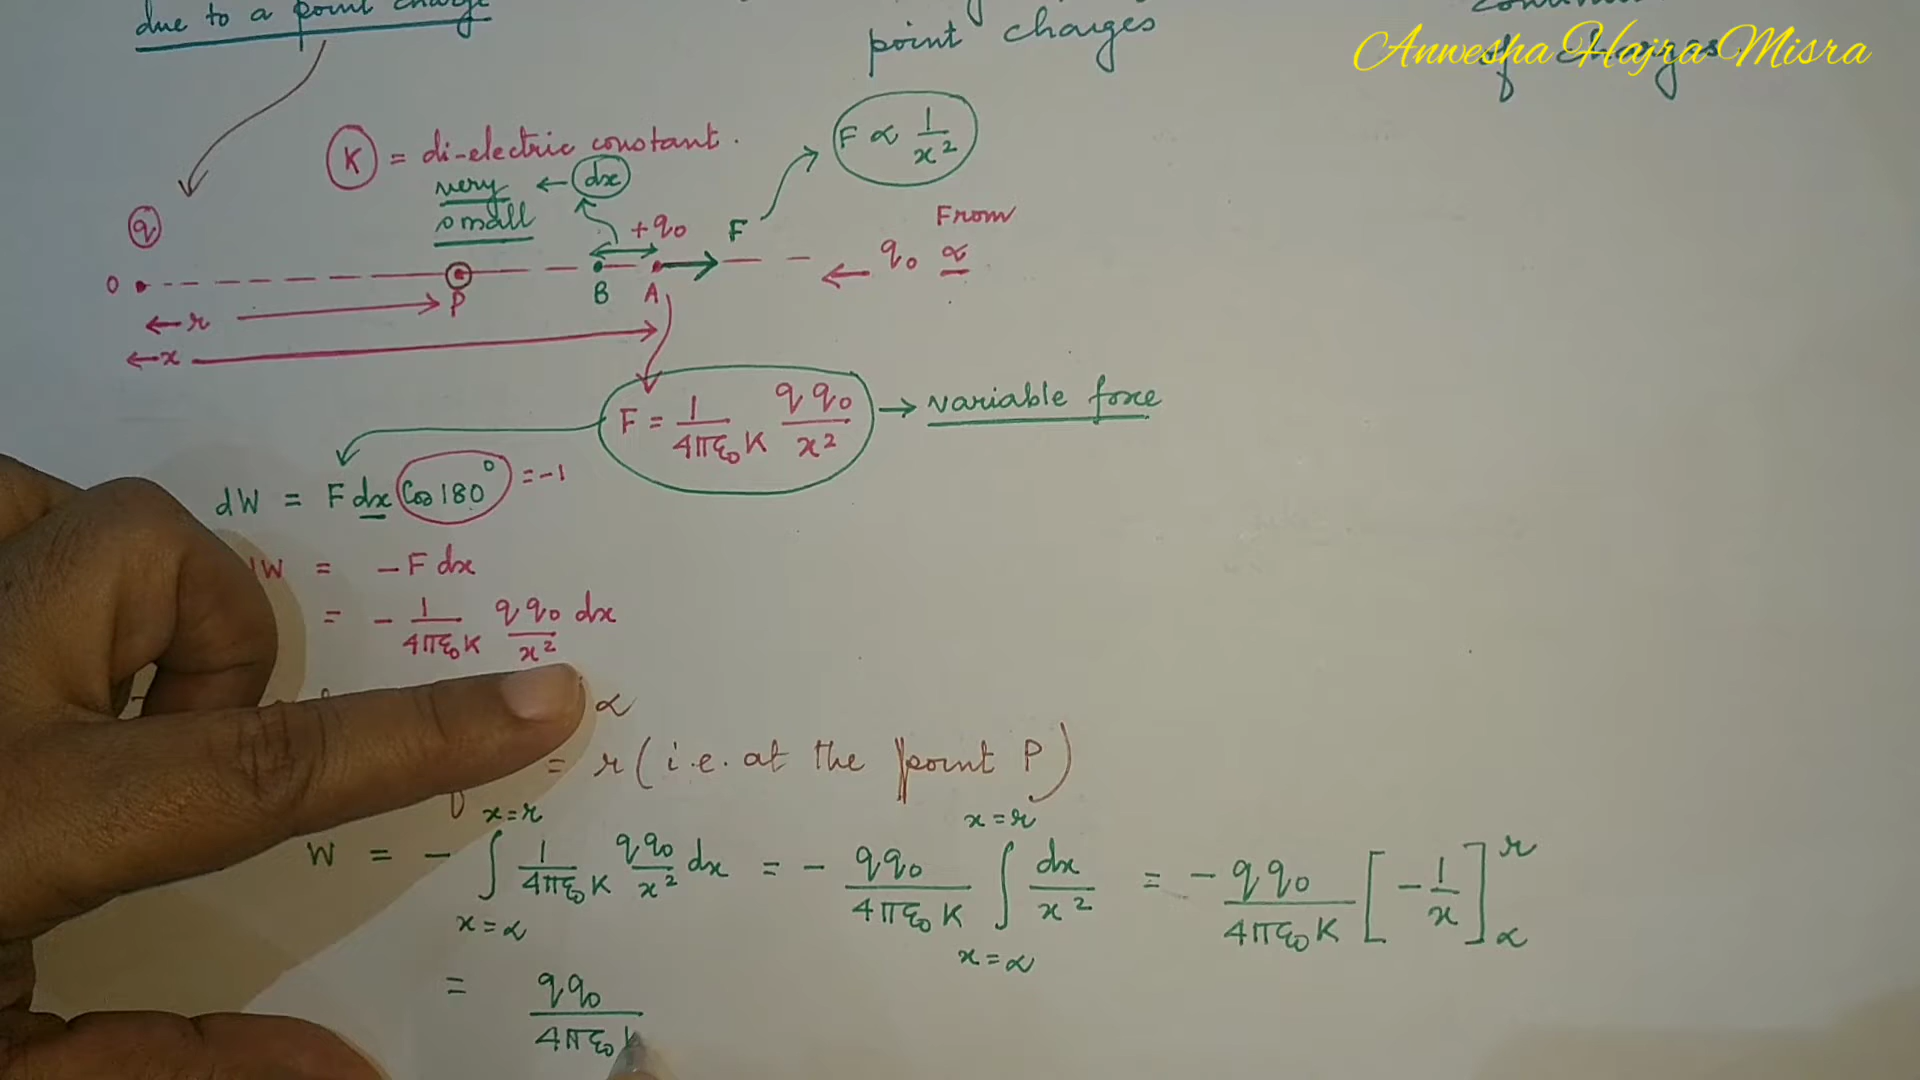 due to a point charge
point charges
of charges
Anwesha Hajra Misra
K = di-electric constant.
F ∝ 1/x²
very ← dx
small
q
+q₀
F
From
← q₀ ∝
O
P
B
A
← r →
← x →
F = 1/4πε₀K qq₀/x² → variable force
dW = F dx Cos 180° = -1
W = - F dx
= - 1/4πε₀K qq₀/x² dx
∝
= r (i.e. at the point P)
W = - ∫ x=∝ x=r 1/4πε₀K qq₀/x² dx = - qq₀/4πε₀K ∫ x=∝ x=r dx/x² = - qq₀/4πε₀K [-1/x] ∝ r
= qq₀/4πε₀K